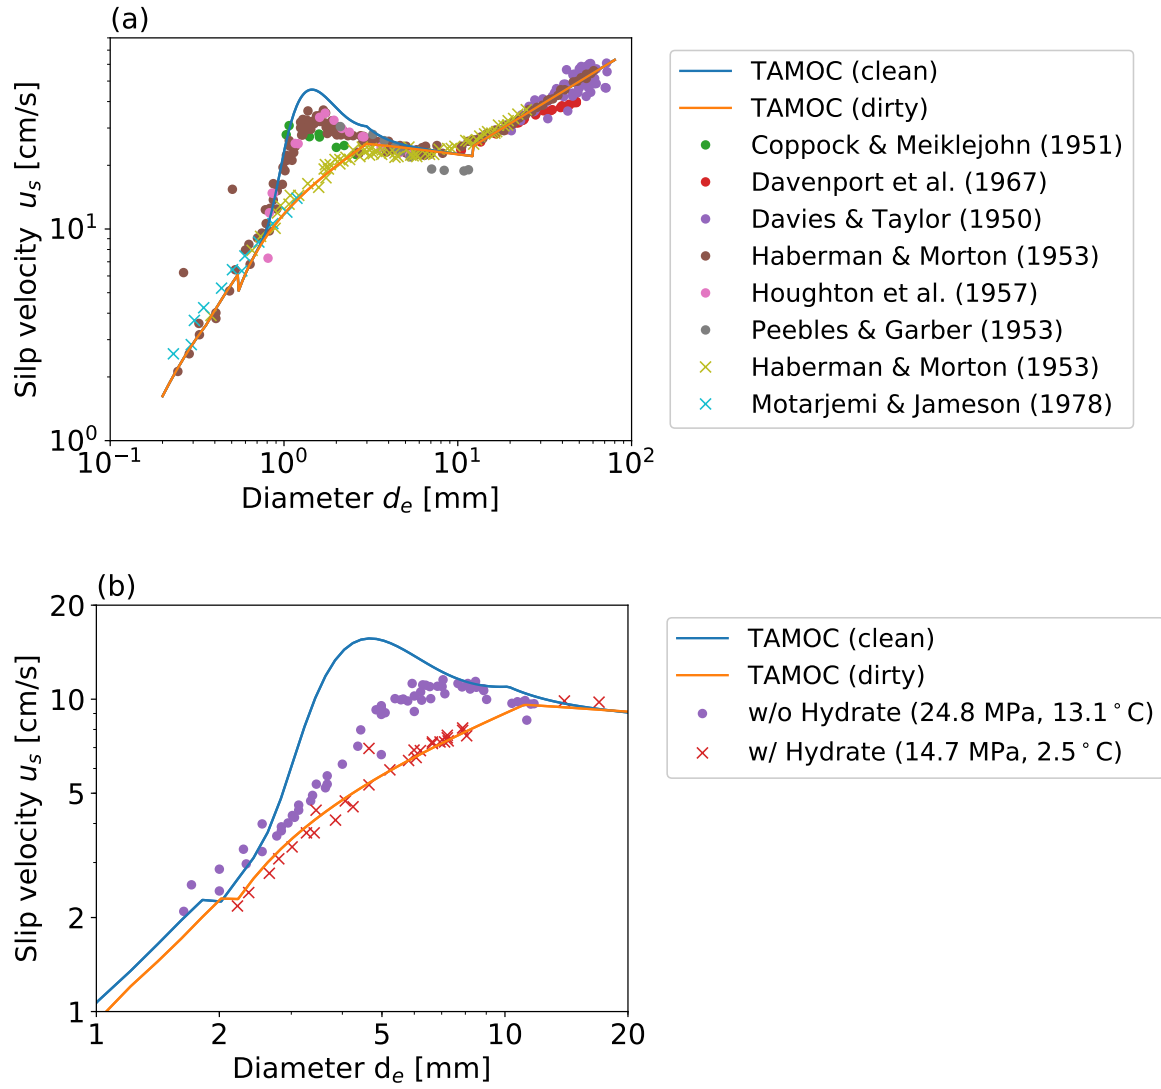 (a)
Silp velocity u_s [cm/s]
10^1
10^0
10^-1
10^0
10^1
10^2
Diameter d_e [mm]
TAMOC (clean)
TAMOC (dirty)
Coppock & Meiklejohn (1951)
Davenport et al. (1967)
Davies & Taylor (1950)
Haberman & Morton (1953)
Houghton et al. (1957)
Peebles & Garber (1953)
Haberman & Morton (1953)
Motarjemi & Jameson (1978)
(b)
Slip velocity u_s [cm/s]
20
10
5
2
1
1
2
5
10
20
Diameter d_e [mm]
TAMOC (clean)
TAMOC (dirty)
w/o Hydrate (24.8 MPa, 13.1°C)
w/ Hydrate (14.7 MPa, 2.5°C)